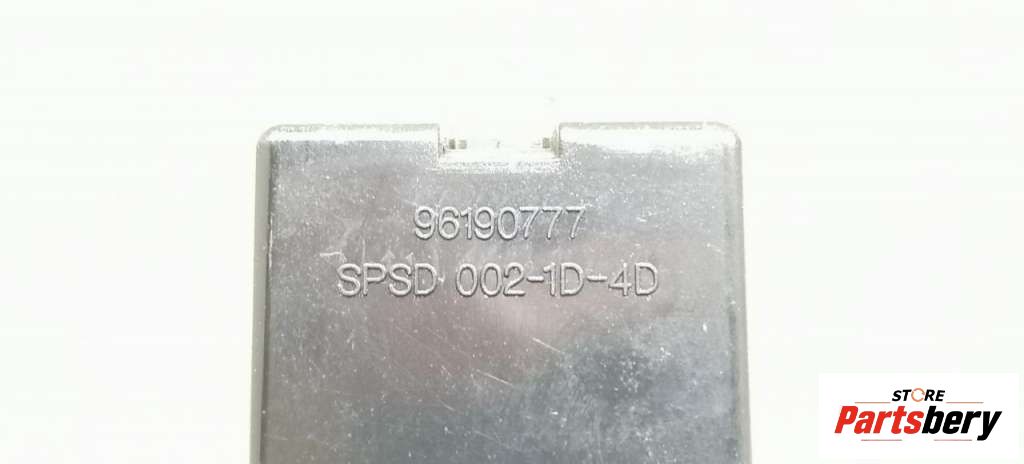 96190777
SPSD 002-1D-4D
STORE
Partsbery